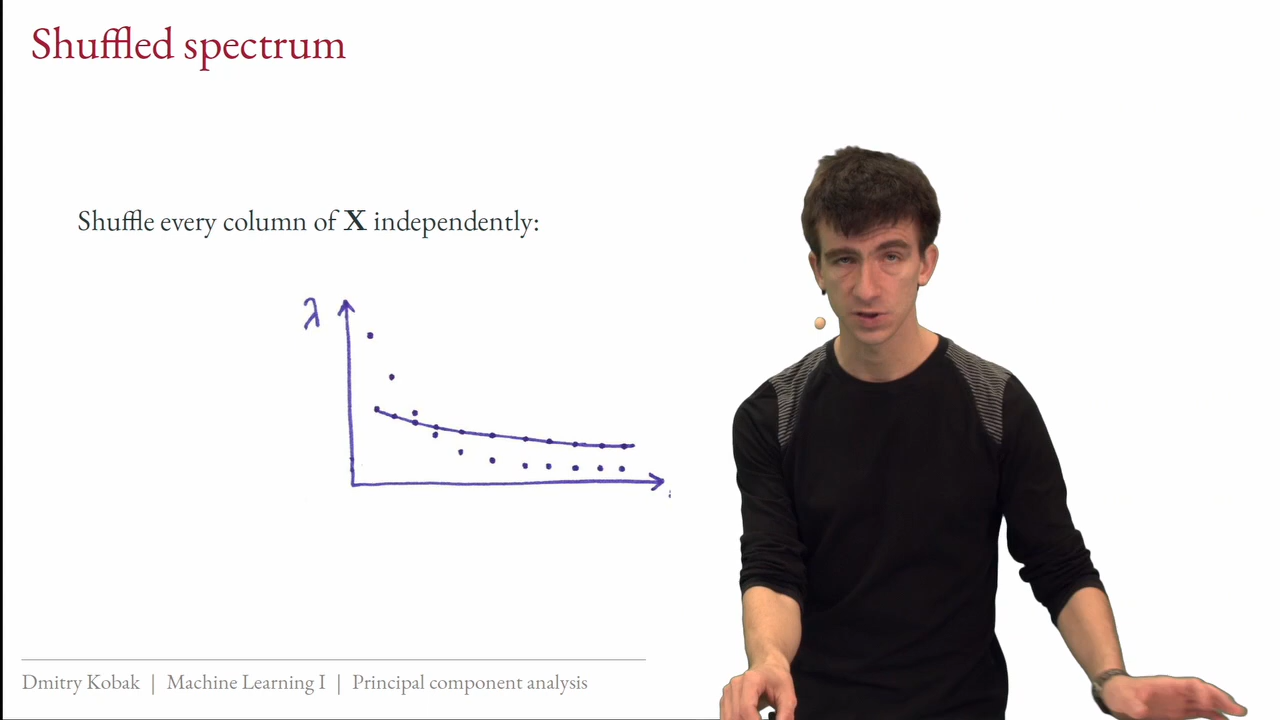 Shuffled spectrum
Shuffle every column of X independently:
λ
Dmitry Kobak | Machine Learning I | Principal component analysis